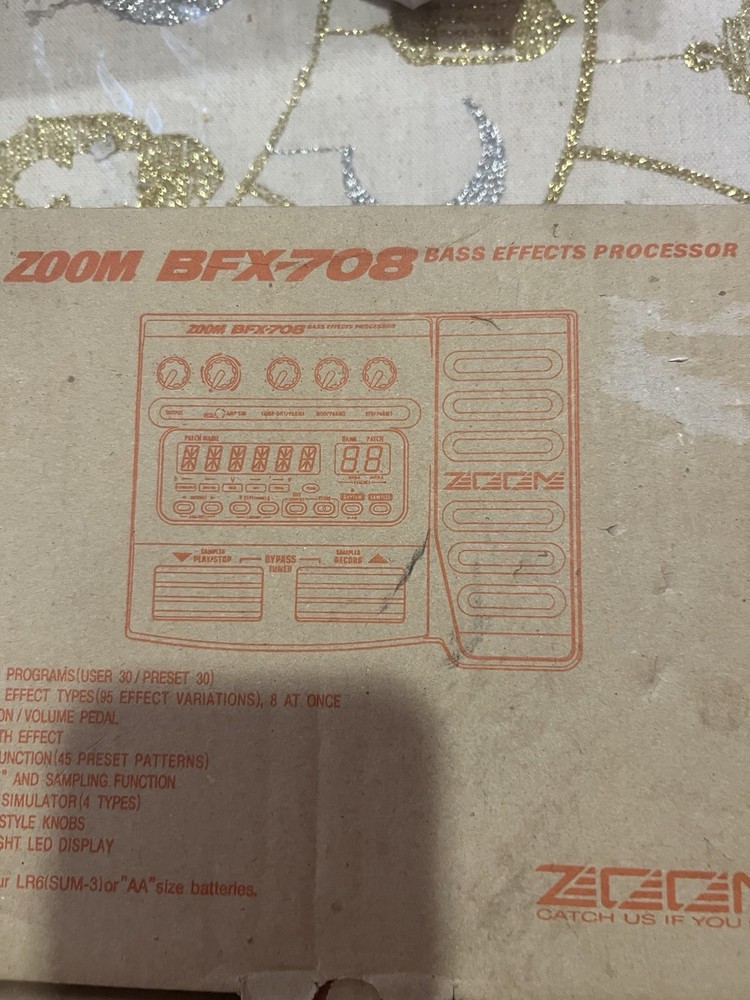 ZOOM BFX-708 BASS EFFECTS PROCESSOR
ZOOM BFX-708 BASS EFFECTS PROCESSOR
PATCH NAME
BANK PATCH
ZOOM
SAMPLER PLAY/STOP
BYPASS TUNER
SAMPLER RECORD
PROGRAMS(USER 30/PRESET 30)
EFFECT TYPES(95 EFFECT VARIATIONS), 8 AT ONCE
ON/VOLUME PEDAL
TH EFFECT
UNCTION(45 PRESET PATTERNS)
" AND SAMPLING FUNCTION
SIMULATOR(4 TYPES)
STYLE KNOBS
GHT LED DISPLAY
ur LR6(SUM-3)or"AA"size batteries.
ZOOM
CATCH US IF YOU